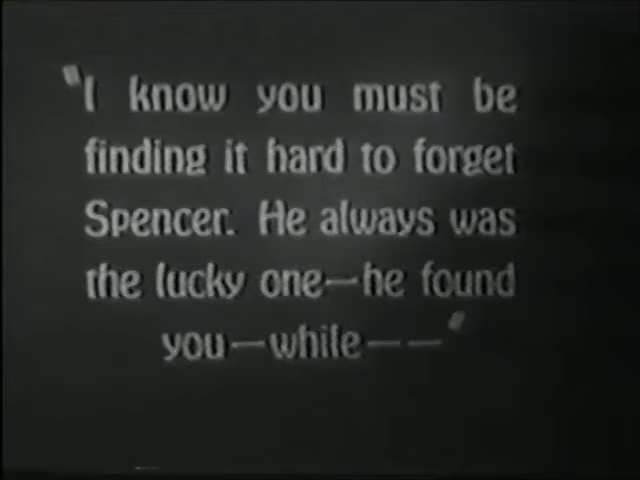 "I know you must be
finding it hard to forget
Spencer. He always was
the lucky one—he found
you—while— —"